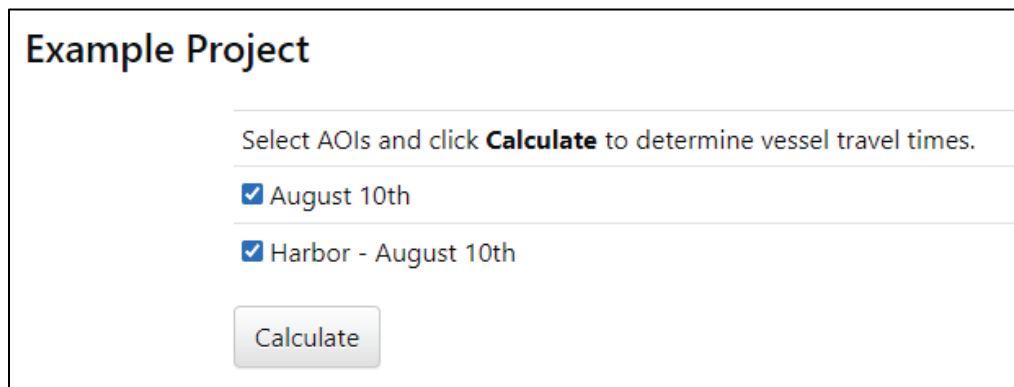 Example Project
Select AOIs and click Calculate to determine vessel travel times.
August 10th
Harbor - August 10th
Calculate